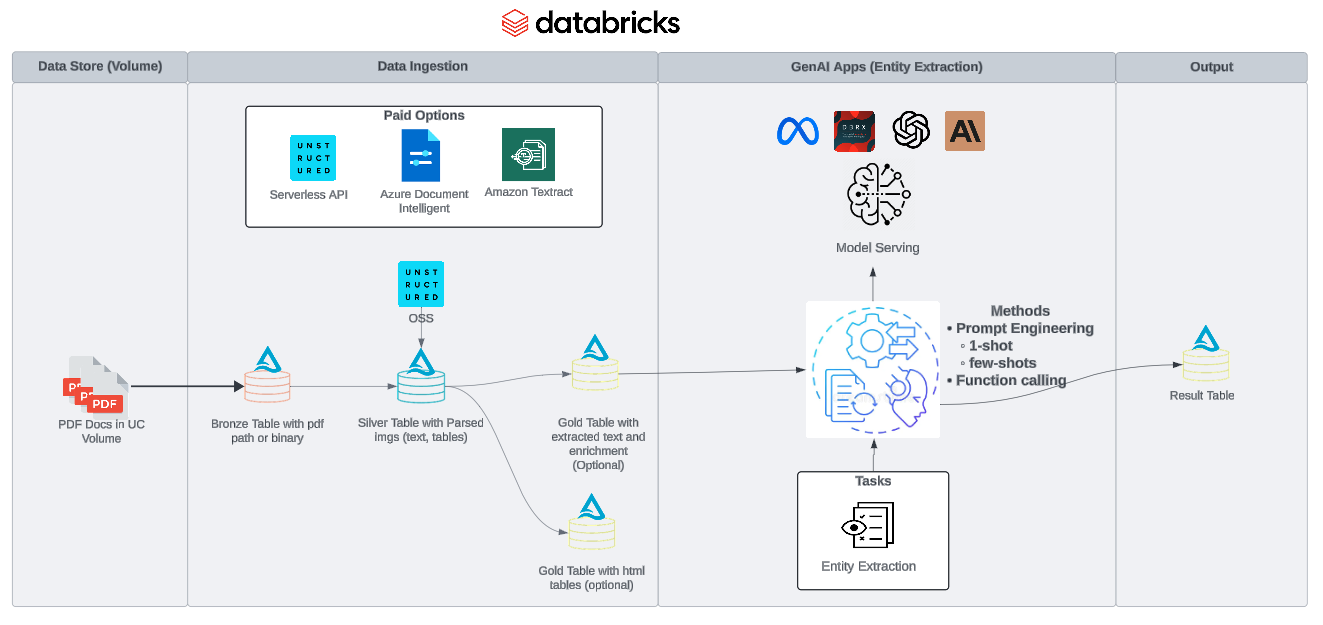 databricks
Data Store (Volume)
Data Ingestion
GenAI Apps (Entity Extraction)
Output
Paid Options
UNST
RUCT
URED
Serverless API
Azure Document
Intelligent
Amazon Textract
UNST
RUCT
URED
OSS
PDF
PDF Docs in UC
Volume
Bronze Table with pdf
path or binary
Silver Table with Parsed
imgs (text, tables)
Gold Table with
extracted text and
enrichment
(Optional)
Gold Table with html
tables (optional)
DBRX
AI
Model Serving
Methods
• Prompt Engineering
◦ 1-shot
◦ few-shots
• Function calling
Tasks
Entity Extraction
Result Table